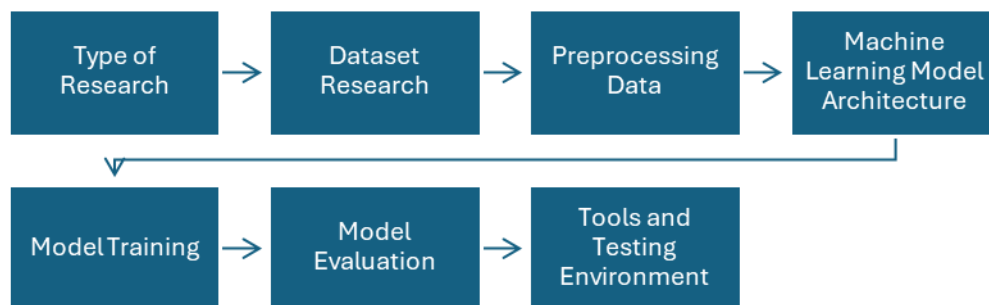 Type of
Research
Dataset
Research
Preprocessing
Data
Machine
Learning Model
Architecture
Model Training
Model
Evaluation
Tools and
Testing
Environment